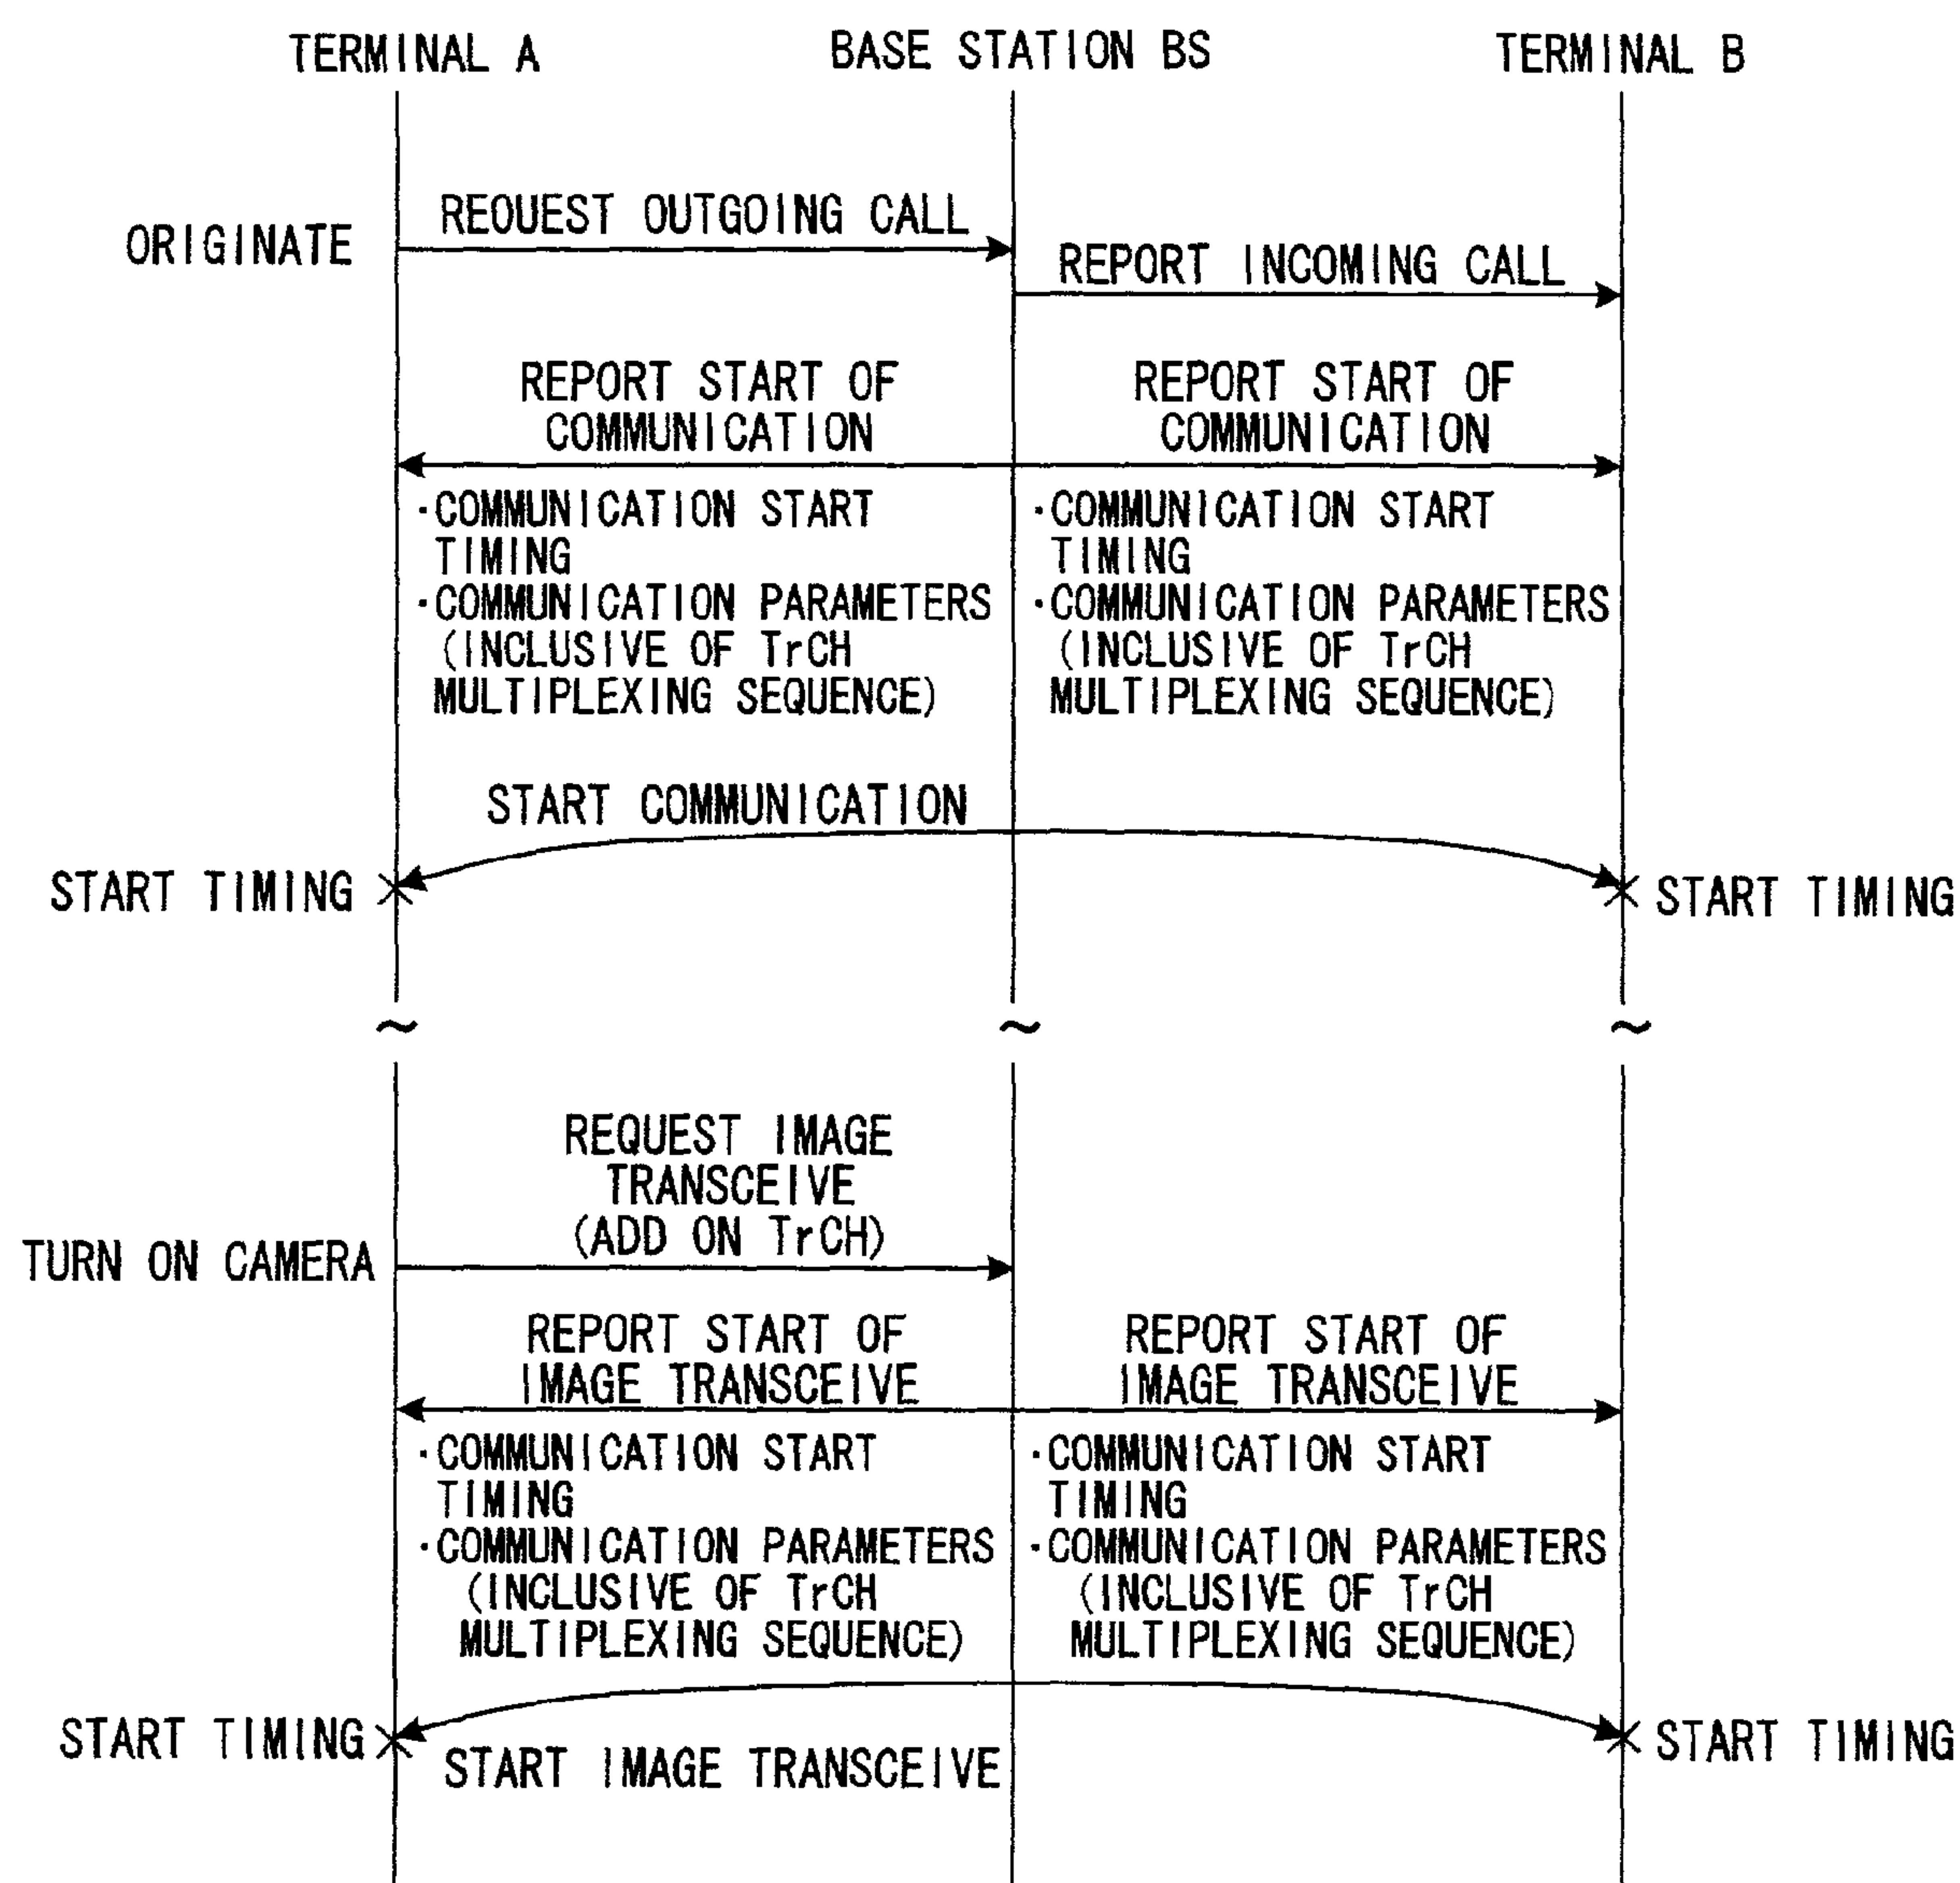 TERMINAL A
BASE STATION BS
TERMINAL B
ORIGINATE
REOUEST OUTGOING CALL
REPORT INCOMING CALL
REPORT START OF
COMMUNICATION
REPORT START OF
COMMUNICATION
·COMMUNICATION START
TIMING
·COMMUNICATION PARAMETERS
(INCLUSIVE OF TrCH
MULTIPLEXING SEQUENCE)
·COMMUNICATION START
TIMING
·COMMUNICATION PARAMETERS
(INCLUSIVE OF TrCH
MULTIPLEXING SEQUENCE)
START COMMUNICATION
START TIMING
START TIMING
~
~
~
REQUEST IMAGE
TRANSCEIVE
(ADD ON TrCH)
TURN ON CAMERA
REPORT START OF
IMAGE TRANSCEIVE
REPORT START OF
IMAGE TRANSCEIVE
·COMMUNICATION START
TIMING
·COMMUNICATION PARAMETERS
(INCLUSIVE OF TrCH
MULTIPLEXING SEQUENCE)
·COMMUNICATION START
TIMING
·COMMUNICATION PARAMETERS
(INCLUSIVE OF TrCH
MULTIPLEXING SEQUENCE)
START TIMING
START IMAGE TRANSCEIVE
START TIMING